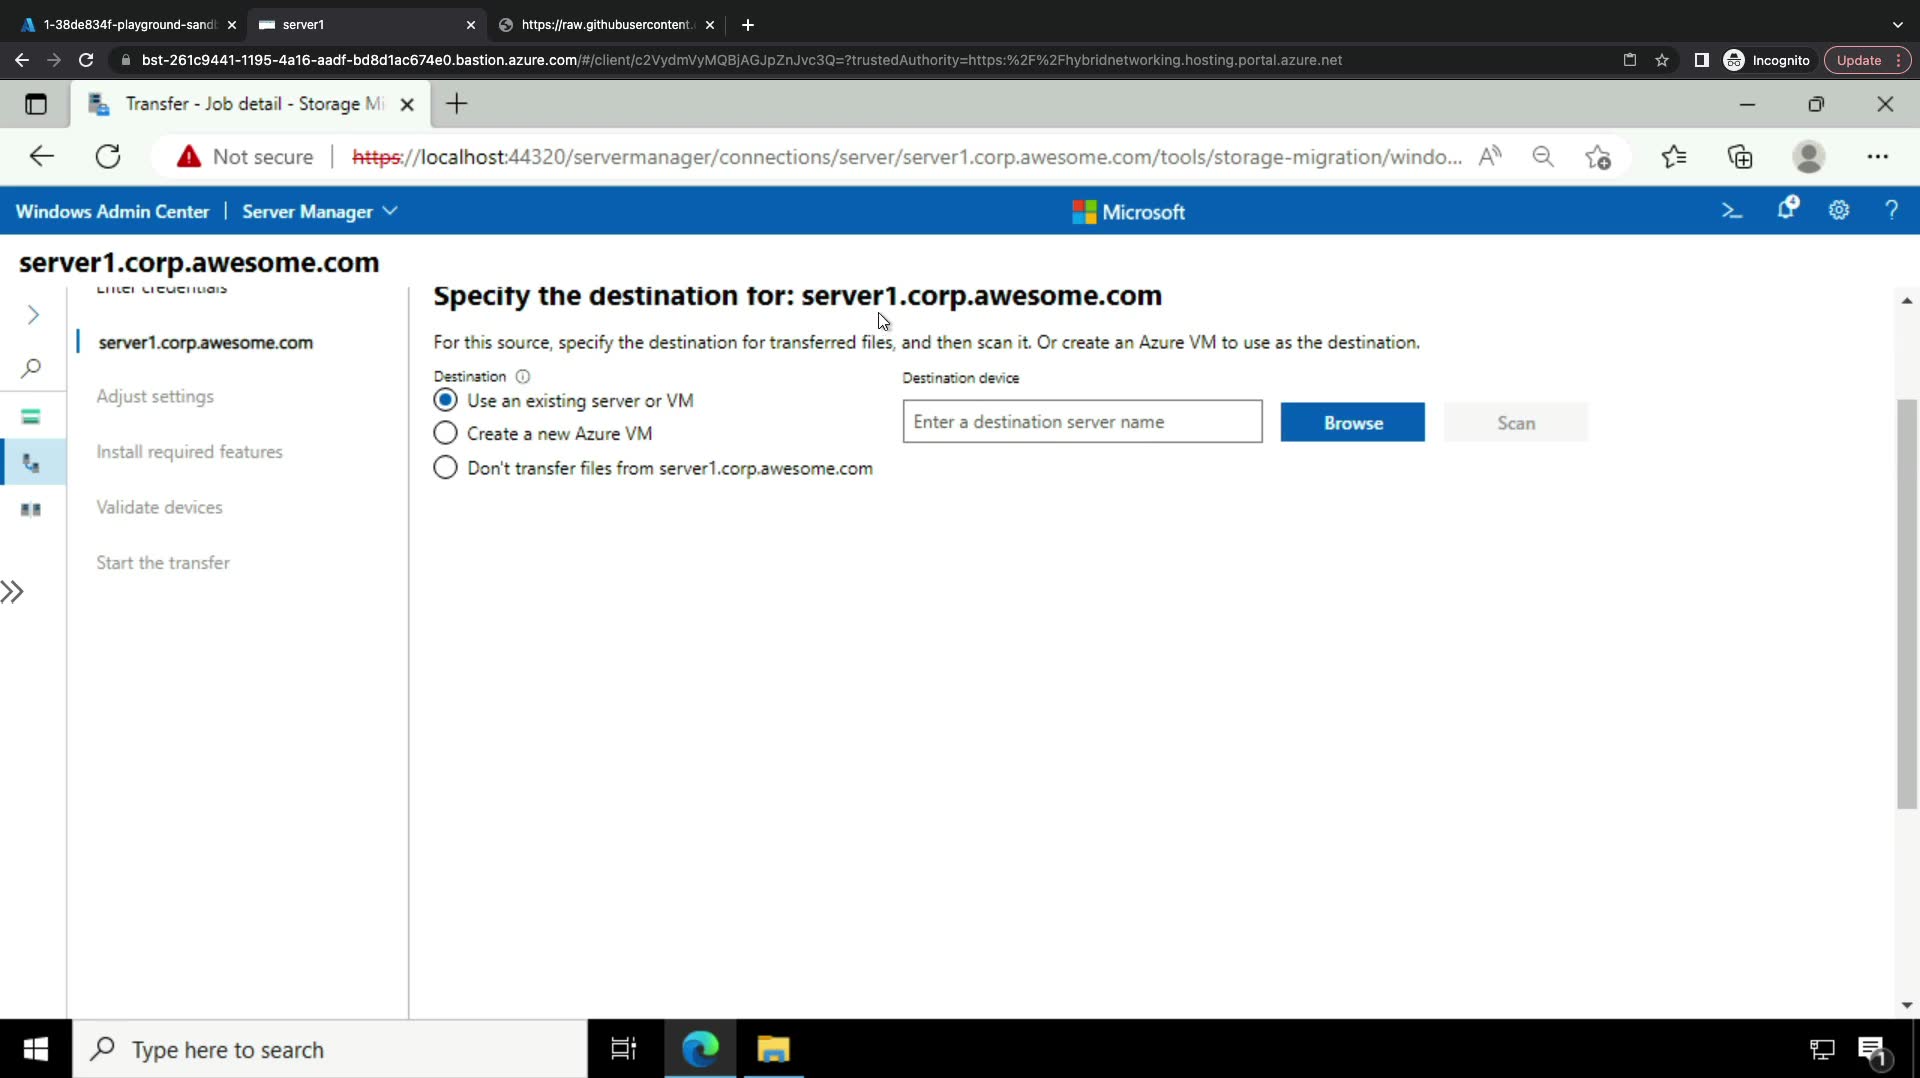 1-38de834f-playground-sandb
server1
https://raw.githubusercontent.
bst-261c9441-1195-4a16-aadf-bd8d1ac674e0.bastion.azure.com/#/client/c2VydmVyMQBjAGJpZnJvc3Q=?trustedAuthority=https:%2F%2Fhybridnetworking.hosting.portal.azure.net
Incognito
Update
Transfer - Job detail - Storage Mi
Not secure
https://localhost:44320/servermanager/connections/server/server1.corp.awesome.com/tools/storage-migration/windo...
Windows Admin Center
Server Manager
Microsoft
4
server1.corp.awesome.com
Enter credentials
Specify the destination for: server1.corp.awesome.com
server1.corp.awesome.com
For this source, specify the destination for transferred files, and then scan it. Or create an Azure VM to use as the destination.
Destination
Destination device
Use an existing server or VM
Enter a destination server name
Browse
Scan
Adjust settings
Create a new Azure VM
Install required features
Don't transfer files from server1.corp.awesome.com
Validate devices
Start the transfer
Type here to search
1